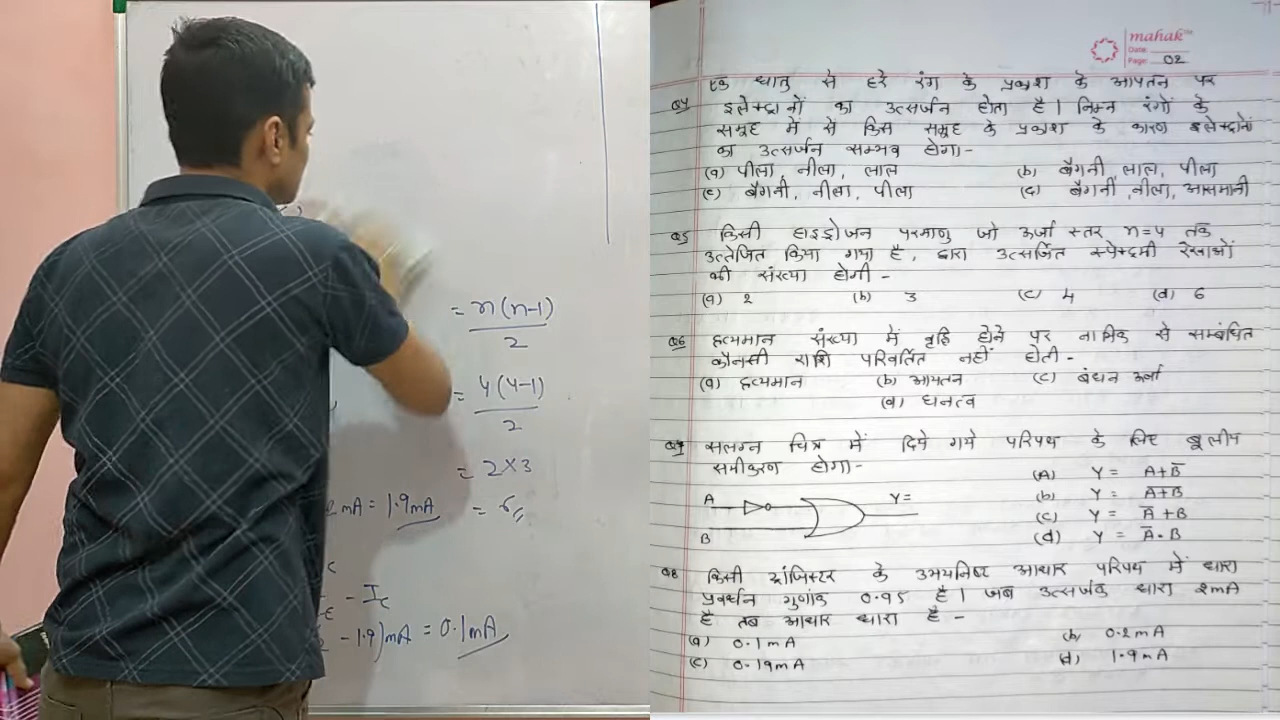 = n(n-1)
2
= 4(4-1)
2
= 2×3
mA = 1.9mA = 6
- Ic
- 1.9)mA = 0.1mA
mahak
Date:
Page: 02
Q4 एक धातु से हरे रंग के प्रकाश के आपतन पर
इलेक्ट्रानों का उत्सर्जन होता है। निम्न रंगों के
समूह में से किस समूह के प्रकाश के कारण इलेक्ट्रोनों
का उत्सर्जन सम्भव होगा-
(a) पीला, नीला, लाल (b) बैगनी, लाल, पीला
(c) बैगनी, नीला, पीला (d) बैगनी, नीला, आसमानी
Q5 किसी हाइड्रोजन परमाणु जो ऊर्जा स्तर n=4 तक
उत्तेजित किया गया है, द्वारा उत्सर्जित स्पेक्ट्रमी रेखाओं
की संख्या होगी -
(a) 2 (b) 3 (c) 4 (d) 6
Q6 द्रव्यमान संख्या में वृद्धि होने पर नाभिक से सम्बंधित
कौनसी राशि परिवर्तित नहीं होती-
(a) द्रव्यमान (b) आयतन (c) बंधन ऊर्जा
(d) घनत्व
Q7 सलग्न चित्र में दिये गये परिपथ के लिए बूलीय
समीकरण होगा- (A) Y = A+B̅
(b) Y = A̅+B̅
(c) Y = A̅+B
(d) Y = A̅.B
A
B
Y=
Q8 किसी ट्रांजिस्टर के उभयनिष्ट आधार परिपथ में धारा
प्रवर्धन गुणांक 0.95 है। जब उत्सर्जक धारा 2mA
है तब आधार धारा है -
(a) 0.1mA (b) 0.2mA
(c) 0.19mA (d) 1.9mA